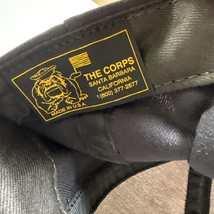 THE CORPS
SANTA BARBARA
CALIFORNIA
1 (800) 377-2677
MADE IN U.S.A.